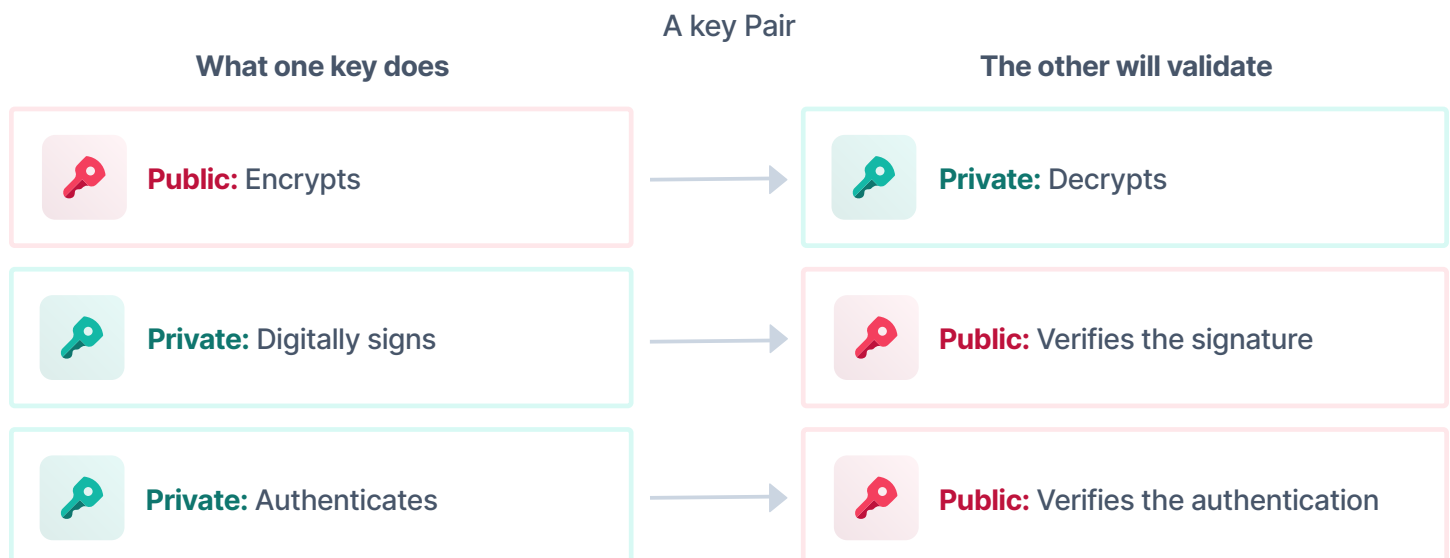 A key Pair
What one key does
The other will validate
Public: Encrypts
Private: Decrypts
Private: Digitally signs
Public: Verifies the signature
Private: Authenticates
Public: Verifies the authentication